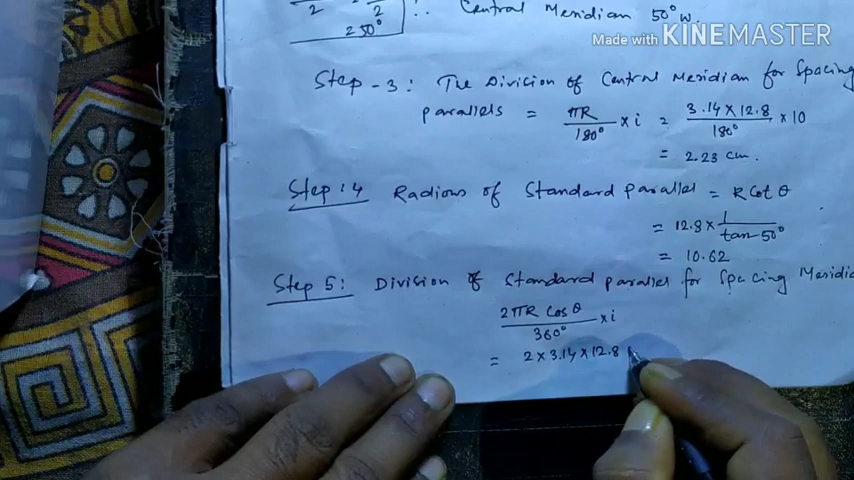 2 2
250°
∴ Central Meridian 50°W.
Made with KINEMASTER
Step-3: The Division of Central Meridian for Spacing
parallels = πR/180° × i = 3.14 × 12.8/180° × 10
= 2.23 cm.
Step:4 Radious of Standard parallel = R Cot θ
= 12.8 × 1/tan 50°
= 10.62
Step 5: Division of Standard parallel for Spacing Meridia
2πR Cos θ/360° × i
= 2 × 3.14 × 12.8